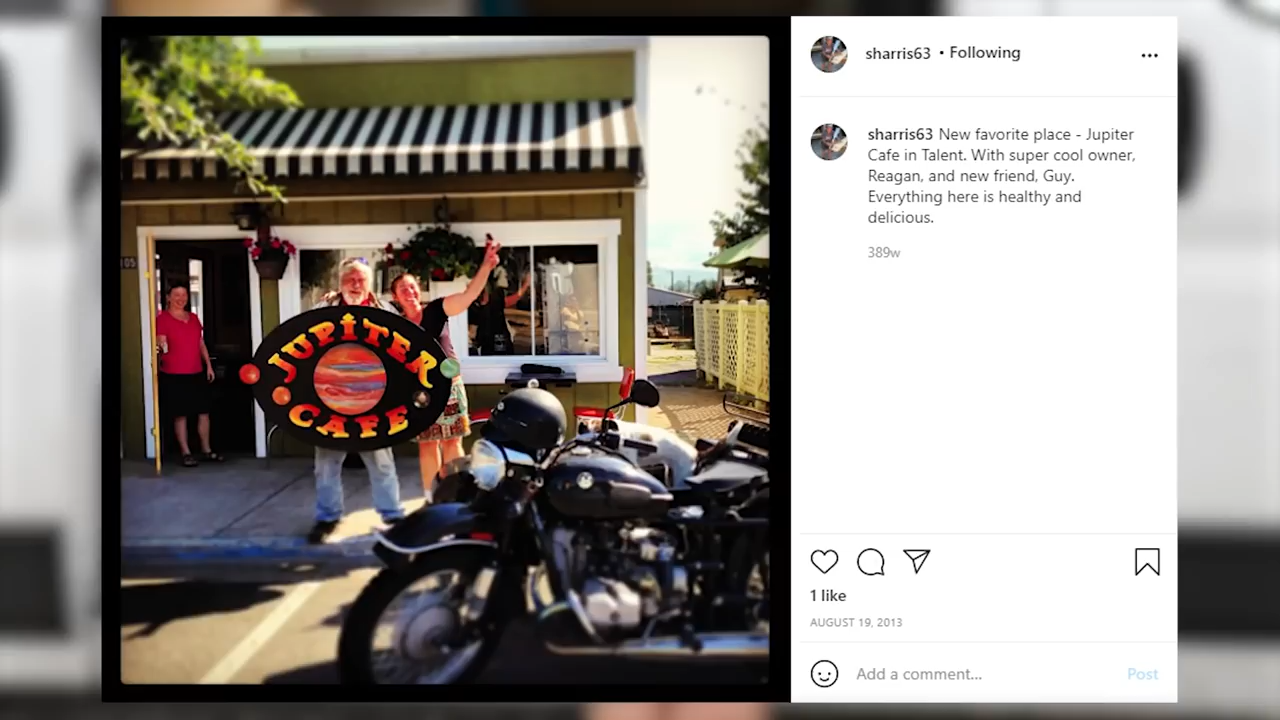 105
JUPITER
CAFE
sharris63 • Following
sharris63 New favorite place - Jupiter
Cafe in Talent. With super cool owner,
Reagan, and new friend, Guy.
Everything here is healthy and
delicious.
389w
1 like
AUGUST 19, 2013
Add a comment...
Post